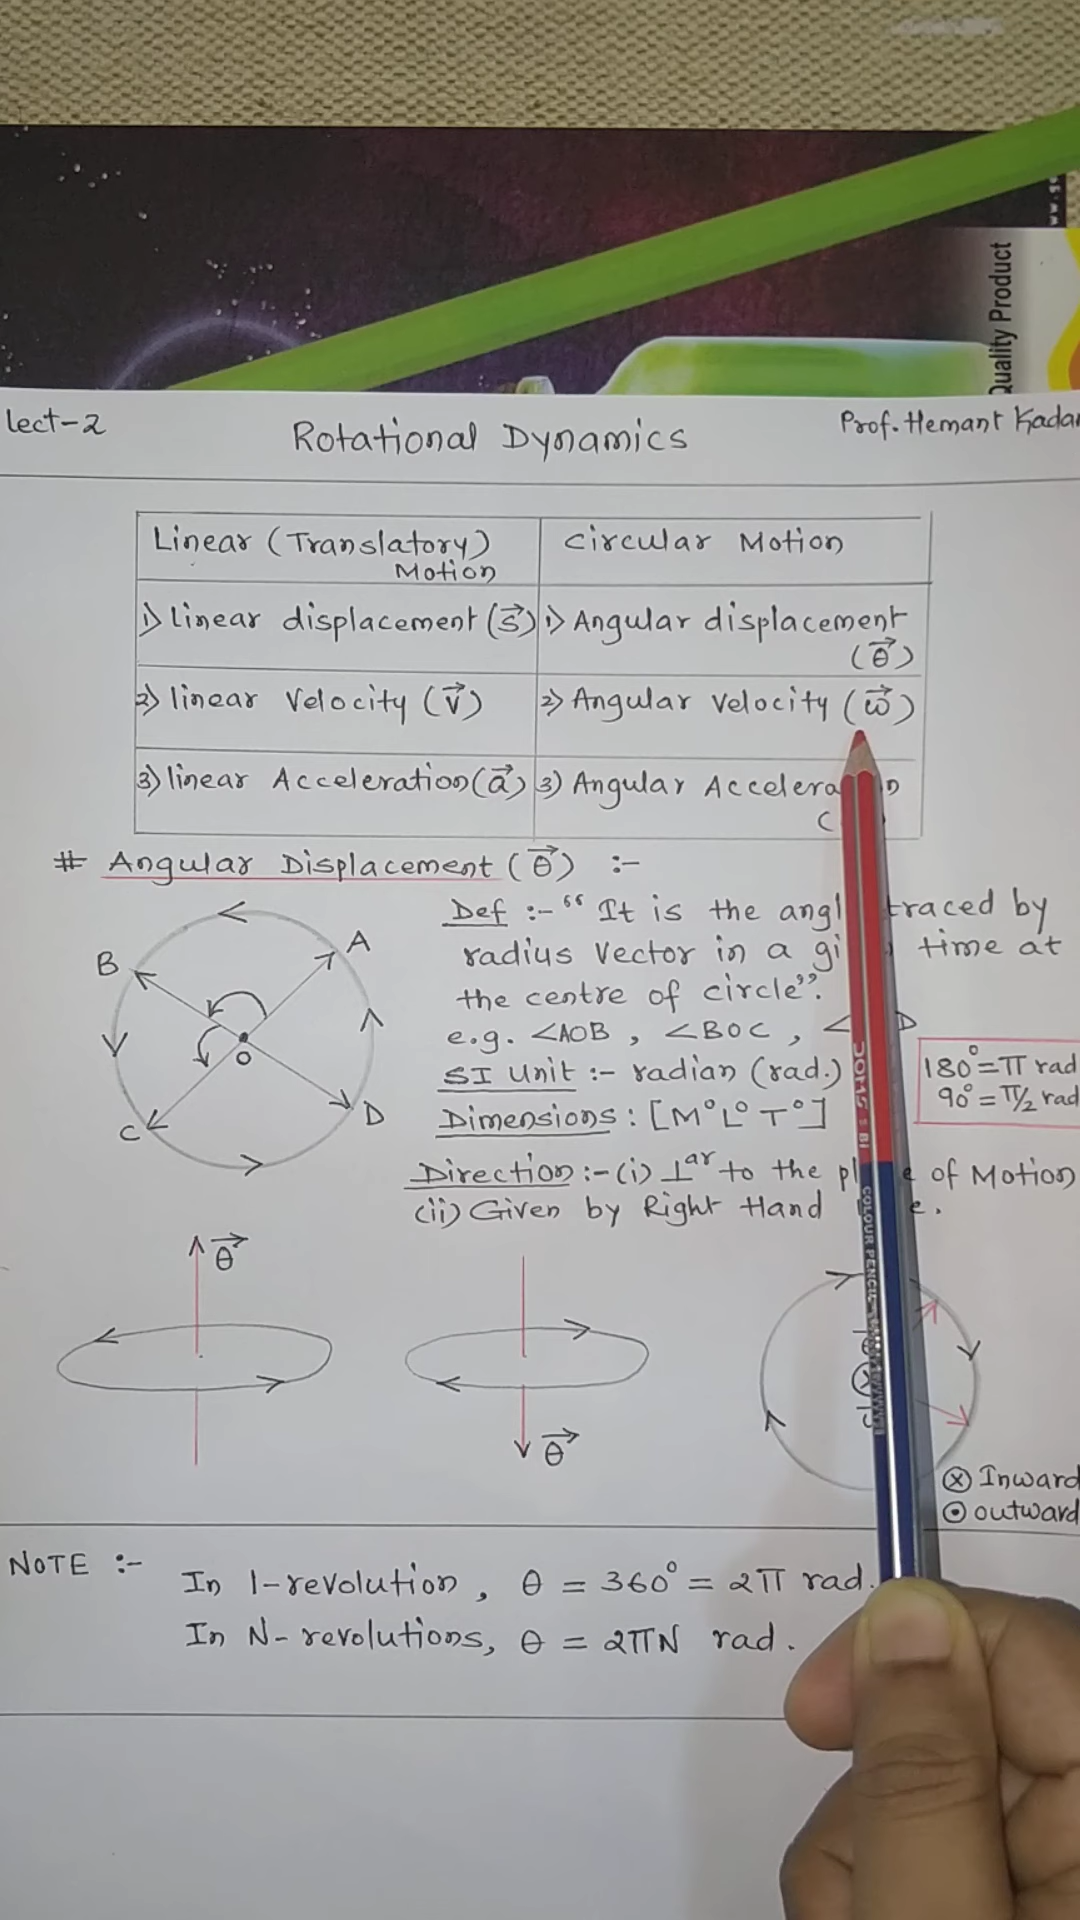 Quality Product
Lect-2
Rotational Dynamics
Prof. Hemant Kadam
Linear (Translatory) Motion
Circular Motion
1) linear displacement (s⃗)
1) Angular displacement (θ⃗)
2) linear Velocity (v⃗)
2) Angular Velocity (ω⃗)
3) linear Acceleration (a⃗)
3) Angular
# Angular Displacement (θ⃗) :-
A
B
O
C
D
Def :- “ It is the traced by
radius vector in a time at
the centre of circle”.
e.g. ∠AOB , ∠BOC ,
SI Unit :- radian (rad.)
Dimensions : [M⁰L⁰T⁰]
180° = π rad
90° = π/2 rad
Direction :- (i) ⊥ᵃʳ to the of Motion
(ii) Given by Right Hand
θ⃗
θ⃗
⊗ Inward
⊙ outward
DOMS
COLOUR PENCIL
NOTE :-
In 1-revolution , θ = 360° = 2π rad.
In N-revolutions, θ = 2πN rad.